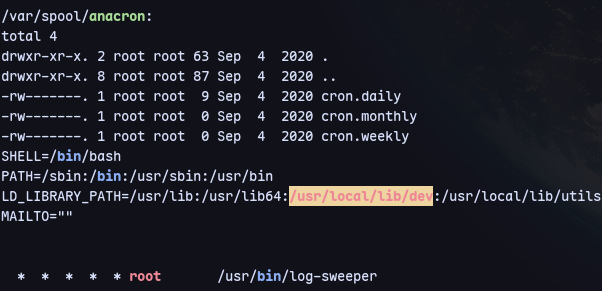 /var/spool/anacron:
total 4
drwxr-xr-x. 2 root root 63 Sep  4  2020 .
drwxr-xr-x. 8 root root 87 Sep  4  2020 ..
-rw-------. 1 root root  9 Sep  4  2020 cron.daily
-rw-------. 1 root root  0 Sep  4  2020 cron.monthly
-rw-------. 1 root root  0 Sep  4  2020 cron.weekly
SHELL=/bin/bash
PATH=/sbin:/bin:/usr/sbin:/usr/bin
LD_LIBRARY_PATH=/usr/lib:/usr/lib64:/usr/local/lib/dev:/usr/local/lib/utils
MAILTO=""
  *  *  *  *  * root       /usr/bin/log-sweeper